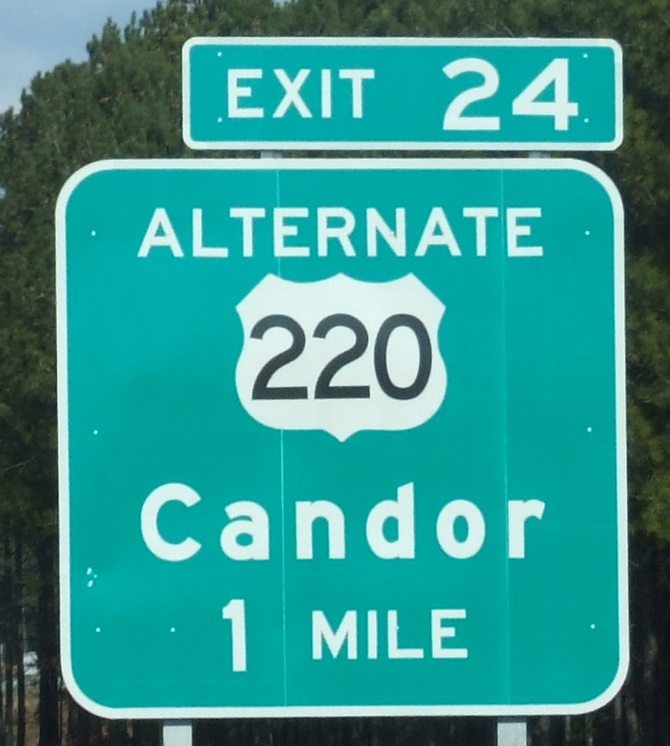 EXIT 24
ALTERNATE
220
Candor
1 MILE